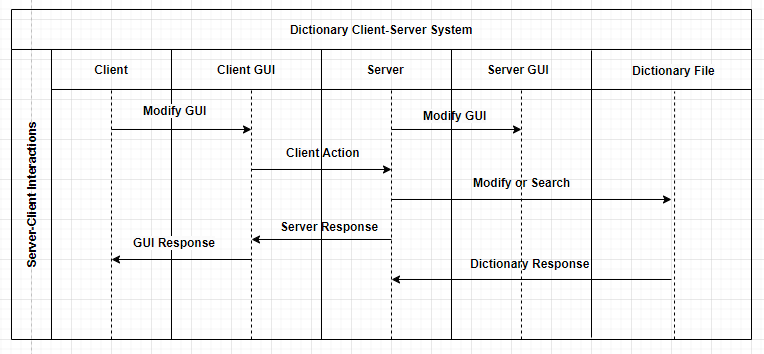 Dictionary Client-Server System
Client
Client GUI
Server
Server GUI
Dictionary File
Server-Client Interactions
Modify GUI
Modify GUI
Client Action
Modify or Search
Server Response
GUI Response
Dictionary Response